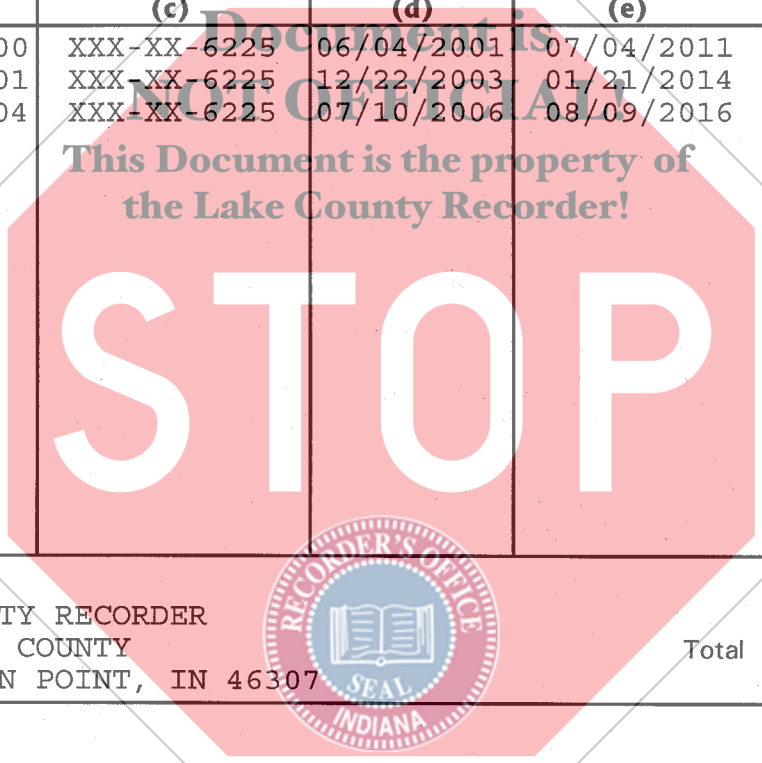 (c) (d) (e)
Document is
00 XXX-XX-6225 06/04/2001 07/04/2011
01 XXX-XX-6225 12/22/2003 01/21/2014
NOT OFFICIAL!
04 XXX-XX-6225 07/10/2006 08/09/2016
This Document is the property of
the Lake County Recorder!
STOP
RECORDER'S OFFICE
TY RECORDER
COUNTY
Total
N POINT, IN 46307
SEAL
INDIANA